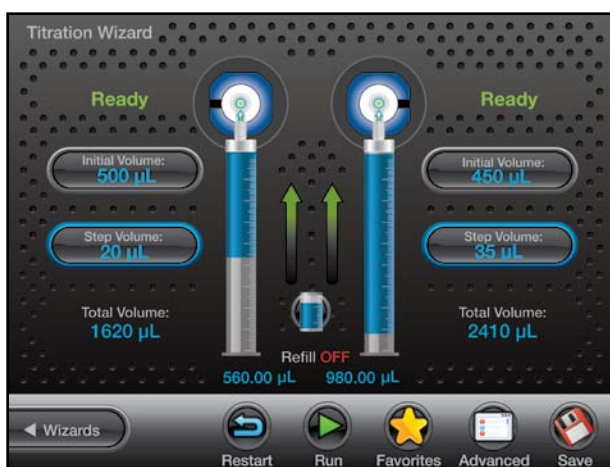 Titration Wizard
Ready
Ready
Initial Volume:
500 µL
Initial Volume:
450 µL
Step Volume:
20 µL
Step Volume:
35 µL
Total Volume:
1620 µL
Total Volume:
2410 µL
Refill OFF
560.00 µL
980.00 µL
Wizards
Restart
Run
Favorites
Advanced
Save